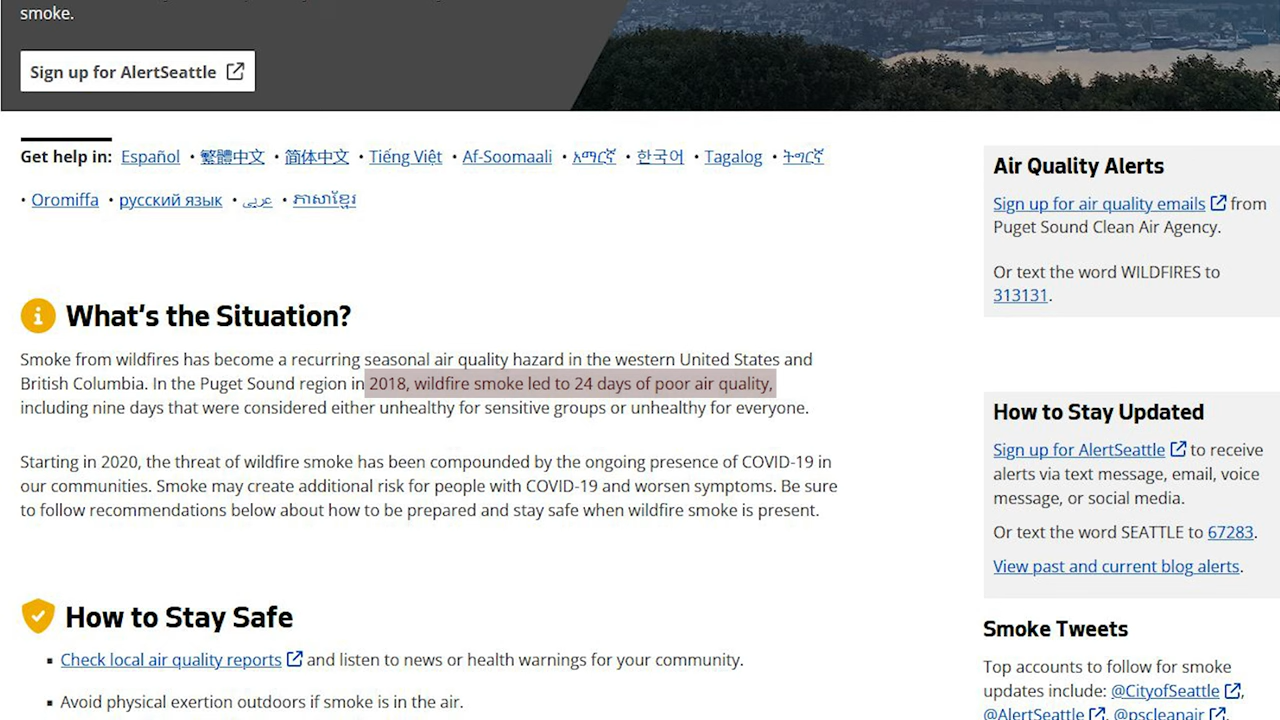 smoke.
Sign up for AlertSeattle
Get help in: Español • 繁體中文 • 简体中文 • Tiếng Việt • Af-Soomaali • አማርኛ • 한국어 • Tagalog • ትግርኛ
• Oromiffa • русский язык • عربى • ភាសាខ្មែរ
What's the Situation?
Smoke from wildfires has become a recurring seasonal air quality hazard in the western United States and
British Columbia. In the Puget Sound region in 2018, wildfire smoke led to 24 days of poor air quality,
including nine days that were considered either unhealthy for sensitive groups or unhealthy for everyone.
Starting in 2020, the threat of wildfire smoke has been compounded by the ongoing presence of COVID-19 in
our communities. Smoke may create additional risk for people with COVID-19 and worsen symptoms. Be sure
to follow recommendations below about how to be prepared and stay safe when wildfire smoke is present.
How to Stay Safe
▪ Check local air quality reports and listen to news or health warnings for your community.
▪ Avoid physical exertion outdoors if smoke is in the air.
Air Quality Alerts
Sign up for air quality emails from
Puget Sound Clean Air Agency.
Or text the word WILDFIRES to
313131.
How to Stay Updated
Sign up for AlertSeattle to receive
alerts via text message, email, voice
message, or social media.
Or text the word SEATTLE to 67283.
View past and current blog alerts.
Smoke Tweets
Top accounts to follow for smoke
updates include: @CityofSeattle,
@AlertSeattle, @pscleanair,